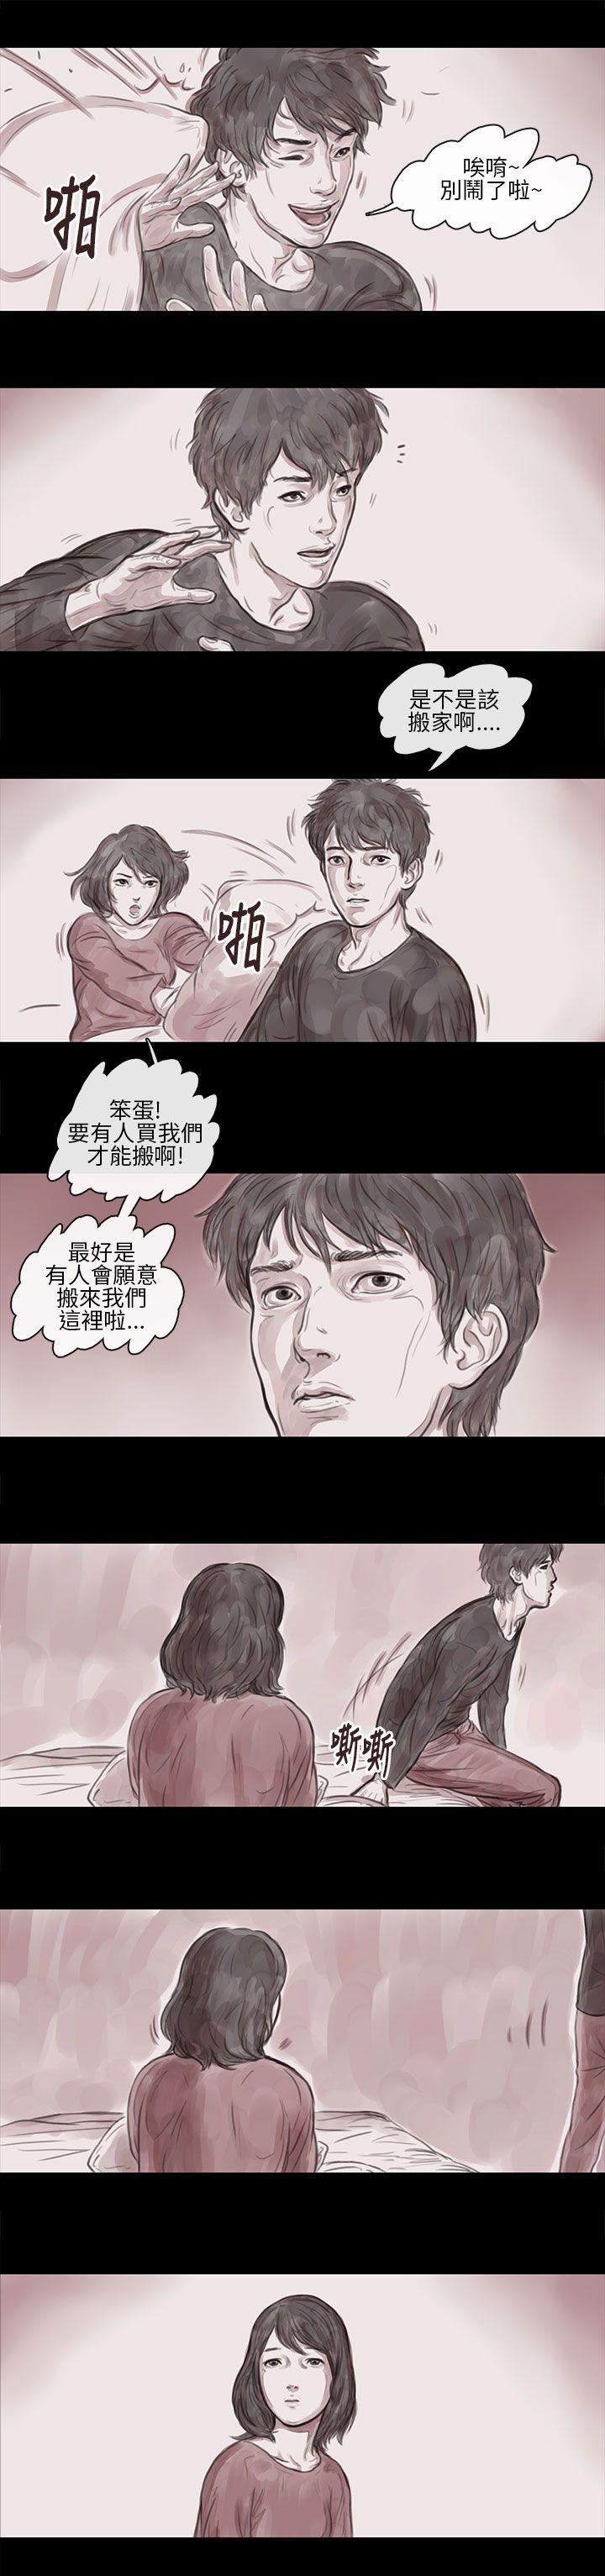 啪
唉唷~
別鬧了啦~
是不是該
搬家啊....
啪
笨蛋!
要有人買我們
才能搬啊!
最好是
有人會願意
搬來我們
這裡啦...
嘶嘶